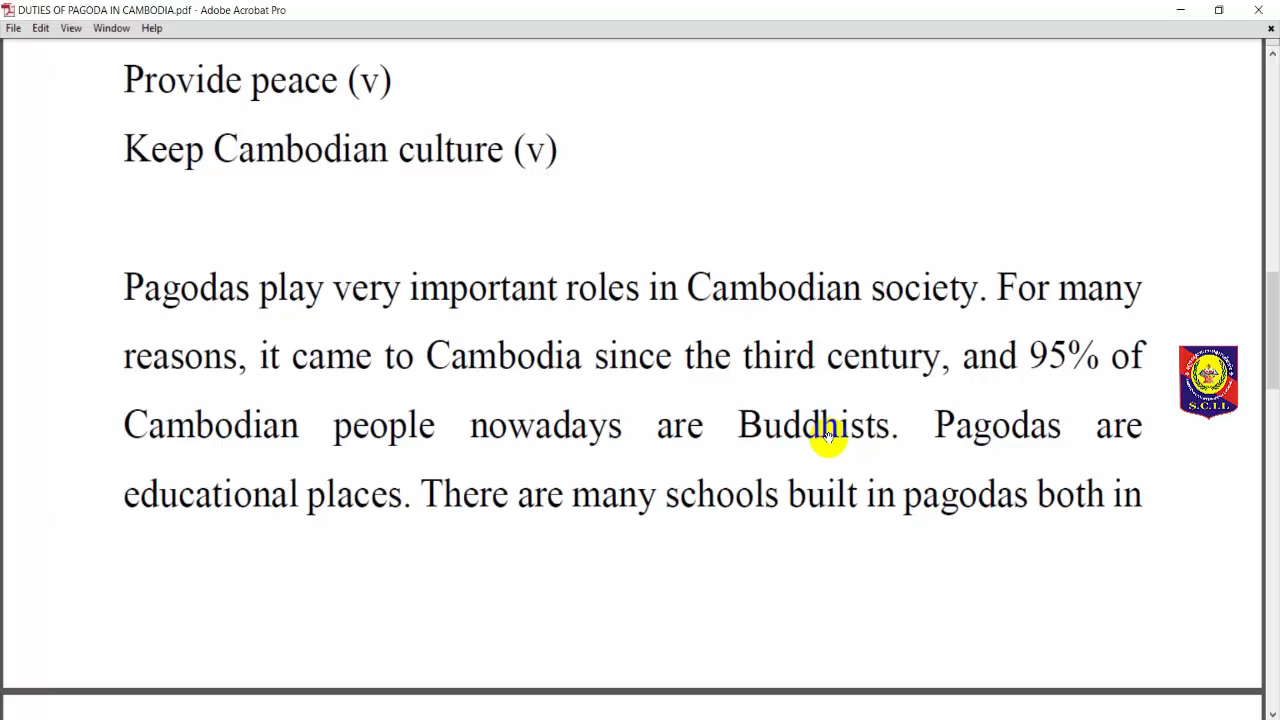 DUTIES OF PAGODA IN CAMBODIA.pdf - Adobe Acrobat Pro
File Edit View Window Help
Provide peace (v)
Keep Cambodian culture (v)
Pagodas play very important roles in Cambodian society. For many
reasons, it came to Cambodia since the third century, and 95% of
Cambodian people nowadays are Buddhists. Pagodas are
educational places. There are many schools built in pagodas both in
S.C.I.L